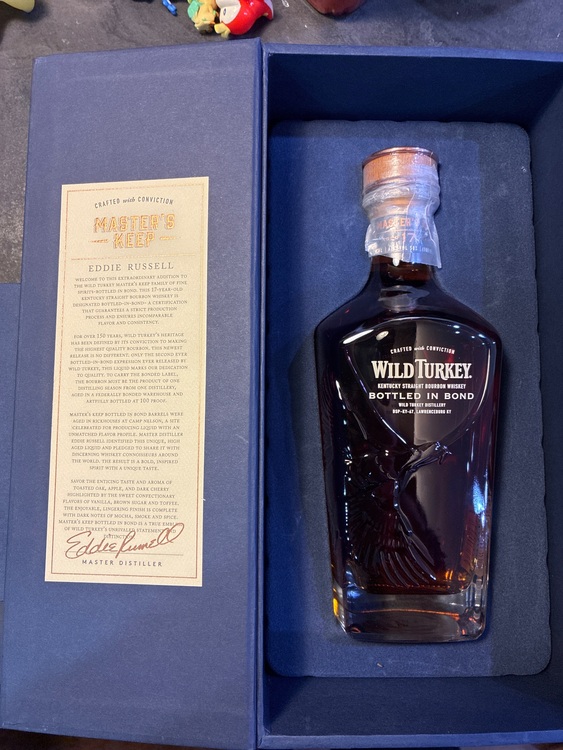 CRAFTED with CONVICTION
MASTER'S
KEEP
EDDIE RUSSELL
WELCOME TO THIS EXTRAORDINARY ADDITION TO
THE WILD TURKEY MASTER'S KEEP FAMILY OF FINE
SPIRITS–BOTTLED IN BOND. THIS 17-YEAR-OLD
KENTUCKY STRAIGHT BOURBON WHISKEY IS
DESIGNATED BOTTLED-IN-BOND–A CERTIFICATION
THAT GUARANTEES A STRICT PRODUCTION
PROCESS AND ENSURES INCOMPARABLE
FLAVOR AND CONSISTENCY.
FOR OVER 150 YEARS, WILD TURKEY'S HERITAGE
HAS BEEN DEFINED BY ITS CONVICTION TO MAKING
THE HIGHEST QUALITY BOURBON. THIS NEWEST
RELEASE IS NO DIFFERENT. ONLY THE SECOND EVER
BOTTLED-IN-BOND EXPRESSION EVER RELEASED BY
WILD TURKEY, THIS LIQUID MARKS OUR DEDICATION
TO QUALITY. TO CARRY THE BONDED LABEL,
THE BOURBON MUST BE THE PRODUCT OF ONE
DISTILLING SEASON FROM ONE DISTILLERY,
AGED IN A FEDERALLY BONDED WAREHOUSE AND
ARTFULLY BOTTLED AT 100 PROOF.
MASTER'S KEEP BOTTLED IN BOND BARRELS WERE
AGED IN RICKHOUSES AT CAMP NELSON, A SITE
CELEBRATED FOR PRODUCING LIQUID WITH AN
UNMATCHED FLAVOR PROFILE. MASTER DISTILLER
EDDIE RUSSELL IDENTIFIED THIS UNIQUE, HIGH
AGED LIQUID AND PLEDGED TO SHARE IT WITH
DISCERNING WHISKEY CONNOISSEURS AROUND
THE WORLD. THE RESULT IS A BOLD, INSPIRED
SPIRIT WITH A UNIQUE TASTE.
SAVOR THE ENTICING TASTE AND AROMA OF
TOASTED OAK, APPLE, AND DARK CHERRY
HIGHLIGHTED BY THE SWEET CONFECTIONARY
FLAVORS OF VANILLA, BROWN SUGAR AND TOFFEE.
THE ENJOYABLE, LINGERING FINISH IS COMPLETE
WITH DARK NOTES OF MOCHA, SMOKE AND SPICE.
MASTER'S KEEP BOTTLED IN BOND IS A TRUE
OF WILD TURKEY'S UNRIVALED STATEMENT
Eddie Russell
MASTER DISTILLER
17
CRAFTED with CONVICTION
WILD TURKEY.
KENTUCKY STRAIGHT BOURBON WHISKEY
BOTTLED IN BOND
WILD TURKEY DISTILLERY
DSP-KY-67, LAWRENCEBURG KY